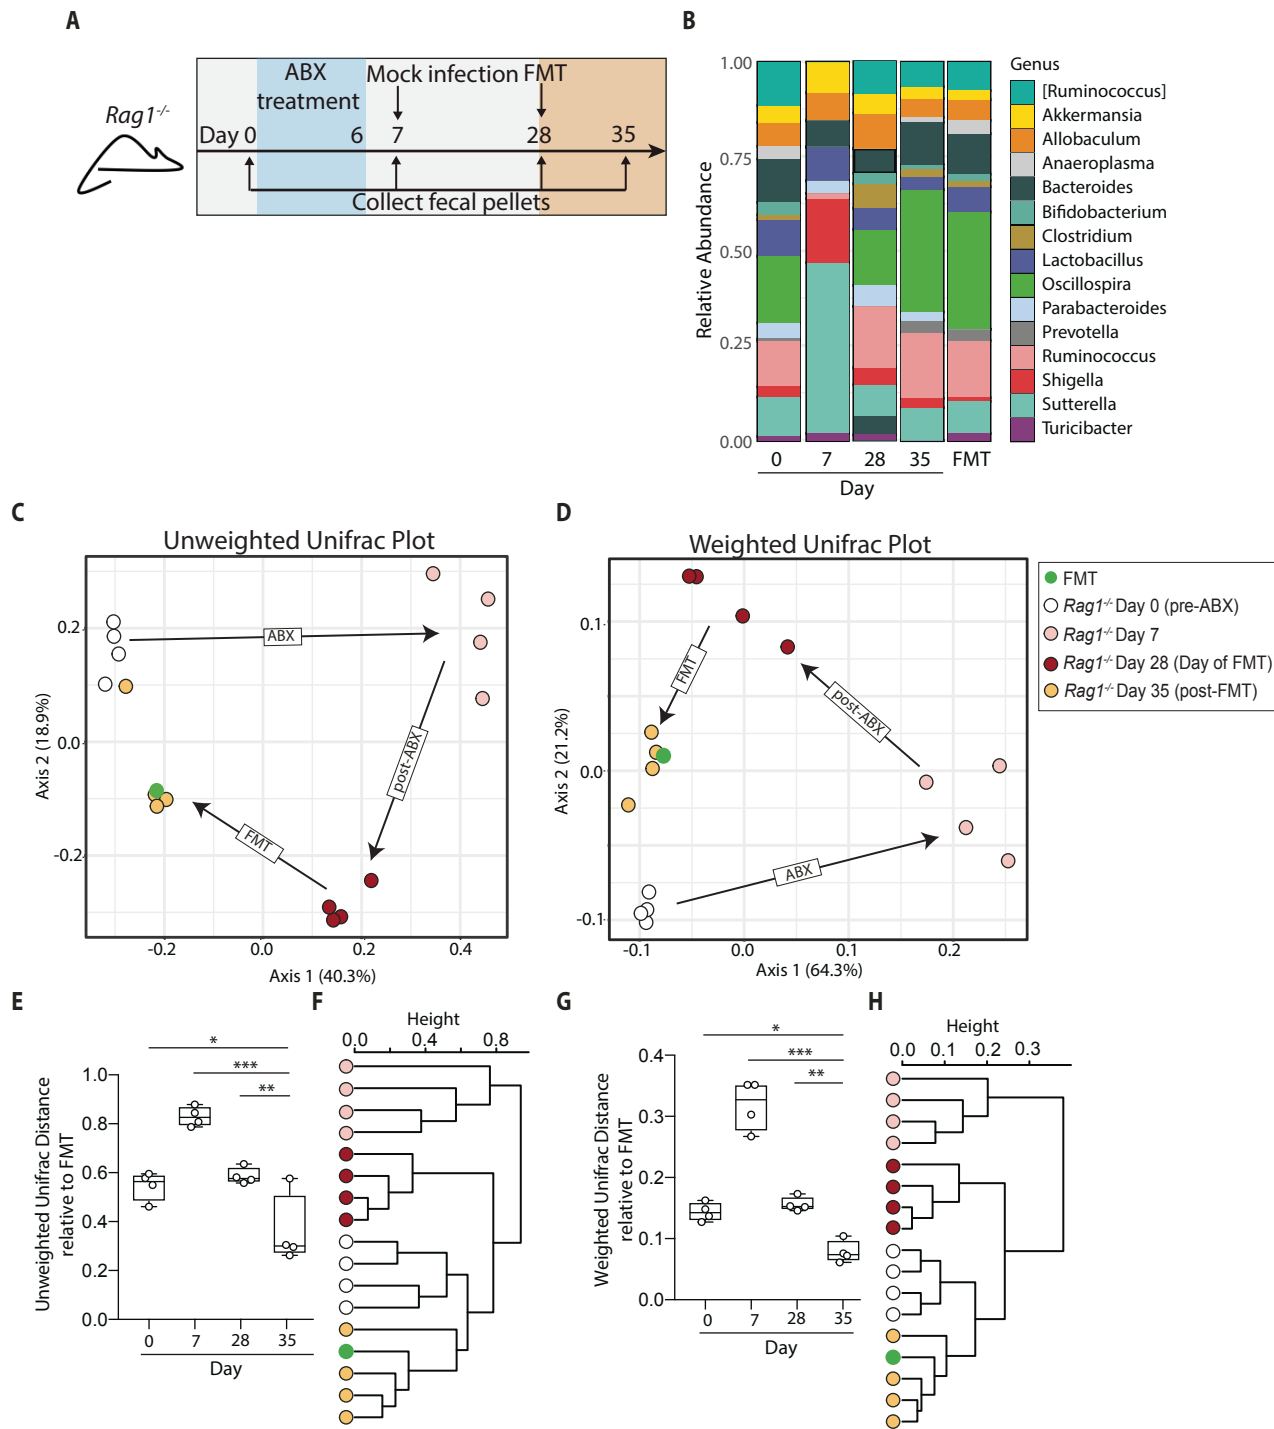 A
ABX
treatment
Mock infection FMT
Rag1-/-
Day 0 6 7 28 35
Collect fecal pellets
B
Relative Abundance
1.00
0.75
0.50
0.25
0.00
0 7 28 35 FMT
Day
Genus
[Ruminococcus]
Akkermansia
Allobaculum
Anaeroplasma
Bacteroides
Bifidobacterium
Clostridium
Lactobacillus
Oscillospira
Parabacteroides
Prevotella
Ruminococcus
Shigella
Sutterella
Turicibacter
C
Unweighted Unifrac Plot
Axis 2 (18.9%)
0.2
0.0
-0.2
ABX
post-ABX
FMT
-0.2 0.0 0.2 0.4
Axis 1 (40.3%)
D
Weighted Unifrac Plot
Axis 2 (21.2%)
0.1
0.0
-0.1
FMT
post-ABX
ABX
-0.1 0.0 0.1 0.2
Axis 1 (64.3%)
FMT
Rag1-/- Day 0 (pre-ABX)
Rag1-/- Day 7
Rag1-/- Day 28 (Day of FMT)
Rag1-/- Day 35 (post-FMT)
E
Unweighted Unifrac Distance
relative to FMT
*
***
**
1.0
0.8
0.6
0.4
0.2
0.0
0 7 28 35
Day
F
Height
0.0 0.4 0.8
G
Weighted Unifrac Distance
relative to FMT
*
***
**
0.4
0.3
0.2
0.1
0.0
0 7 28 35
Day
H
Height
0.0 0.1 0.2 0.3